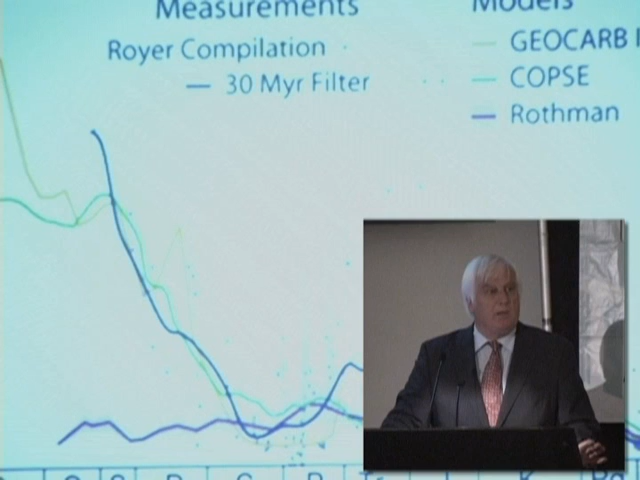 Measurements
Royer Compilation
30 Myr Filter
Models
GEOCARB
COPSE
Rothman